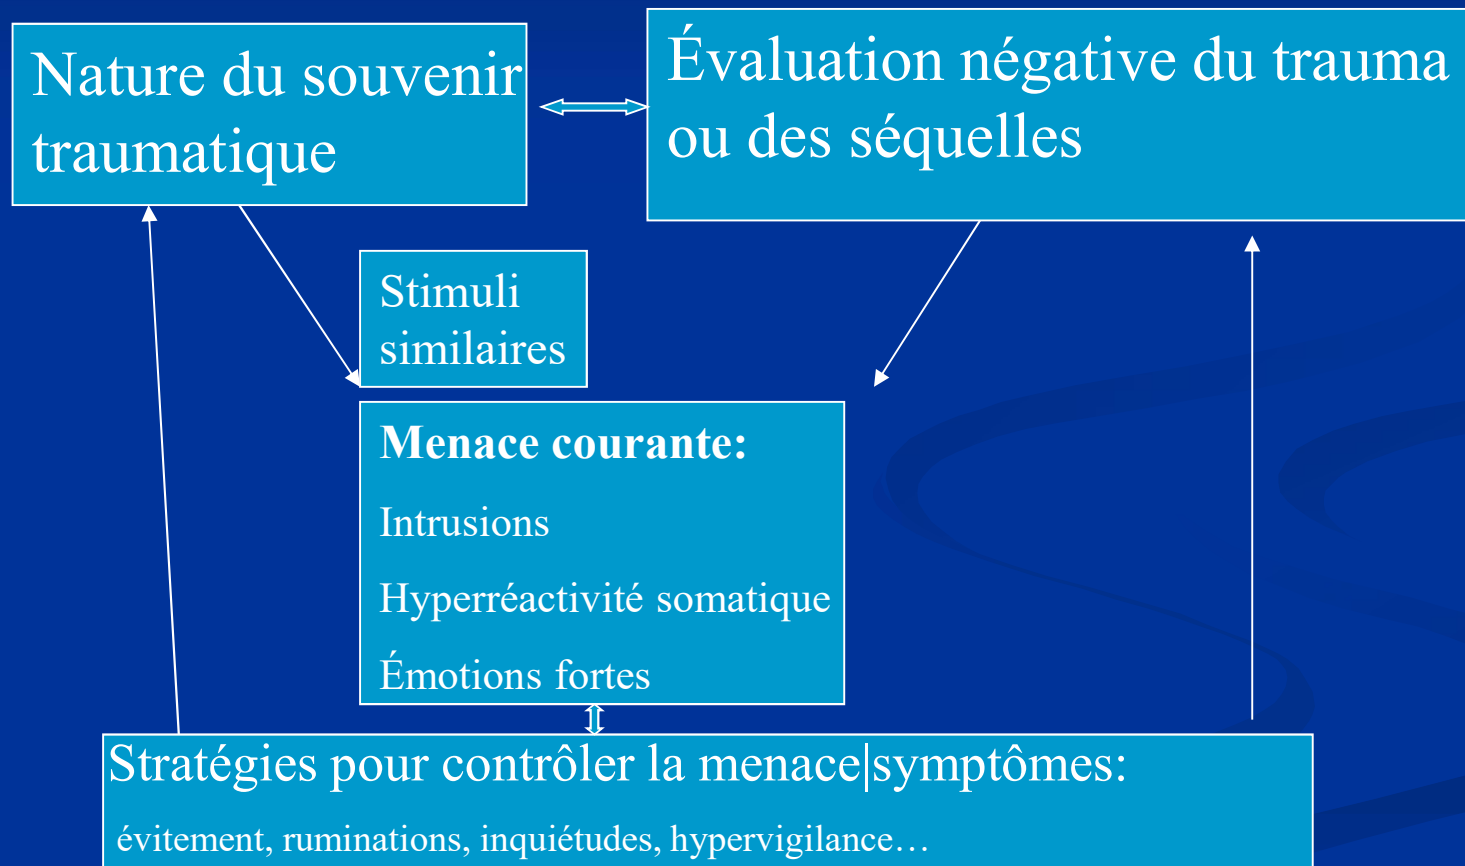 Nature du souvenir
traumatique
Évaluation négative du trauma
ou des séquelles
Stimuli
similaires
Menace courante:
Intrusions
Hyperréactivité somatique
Émotions fortes
Stratégies pour contrôler la menace|symptômes:
évitement, ruminations, inquiétudes, hypervigilance…